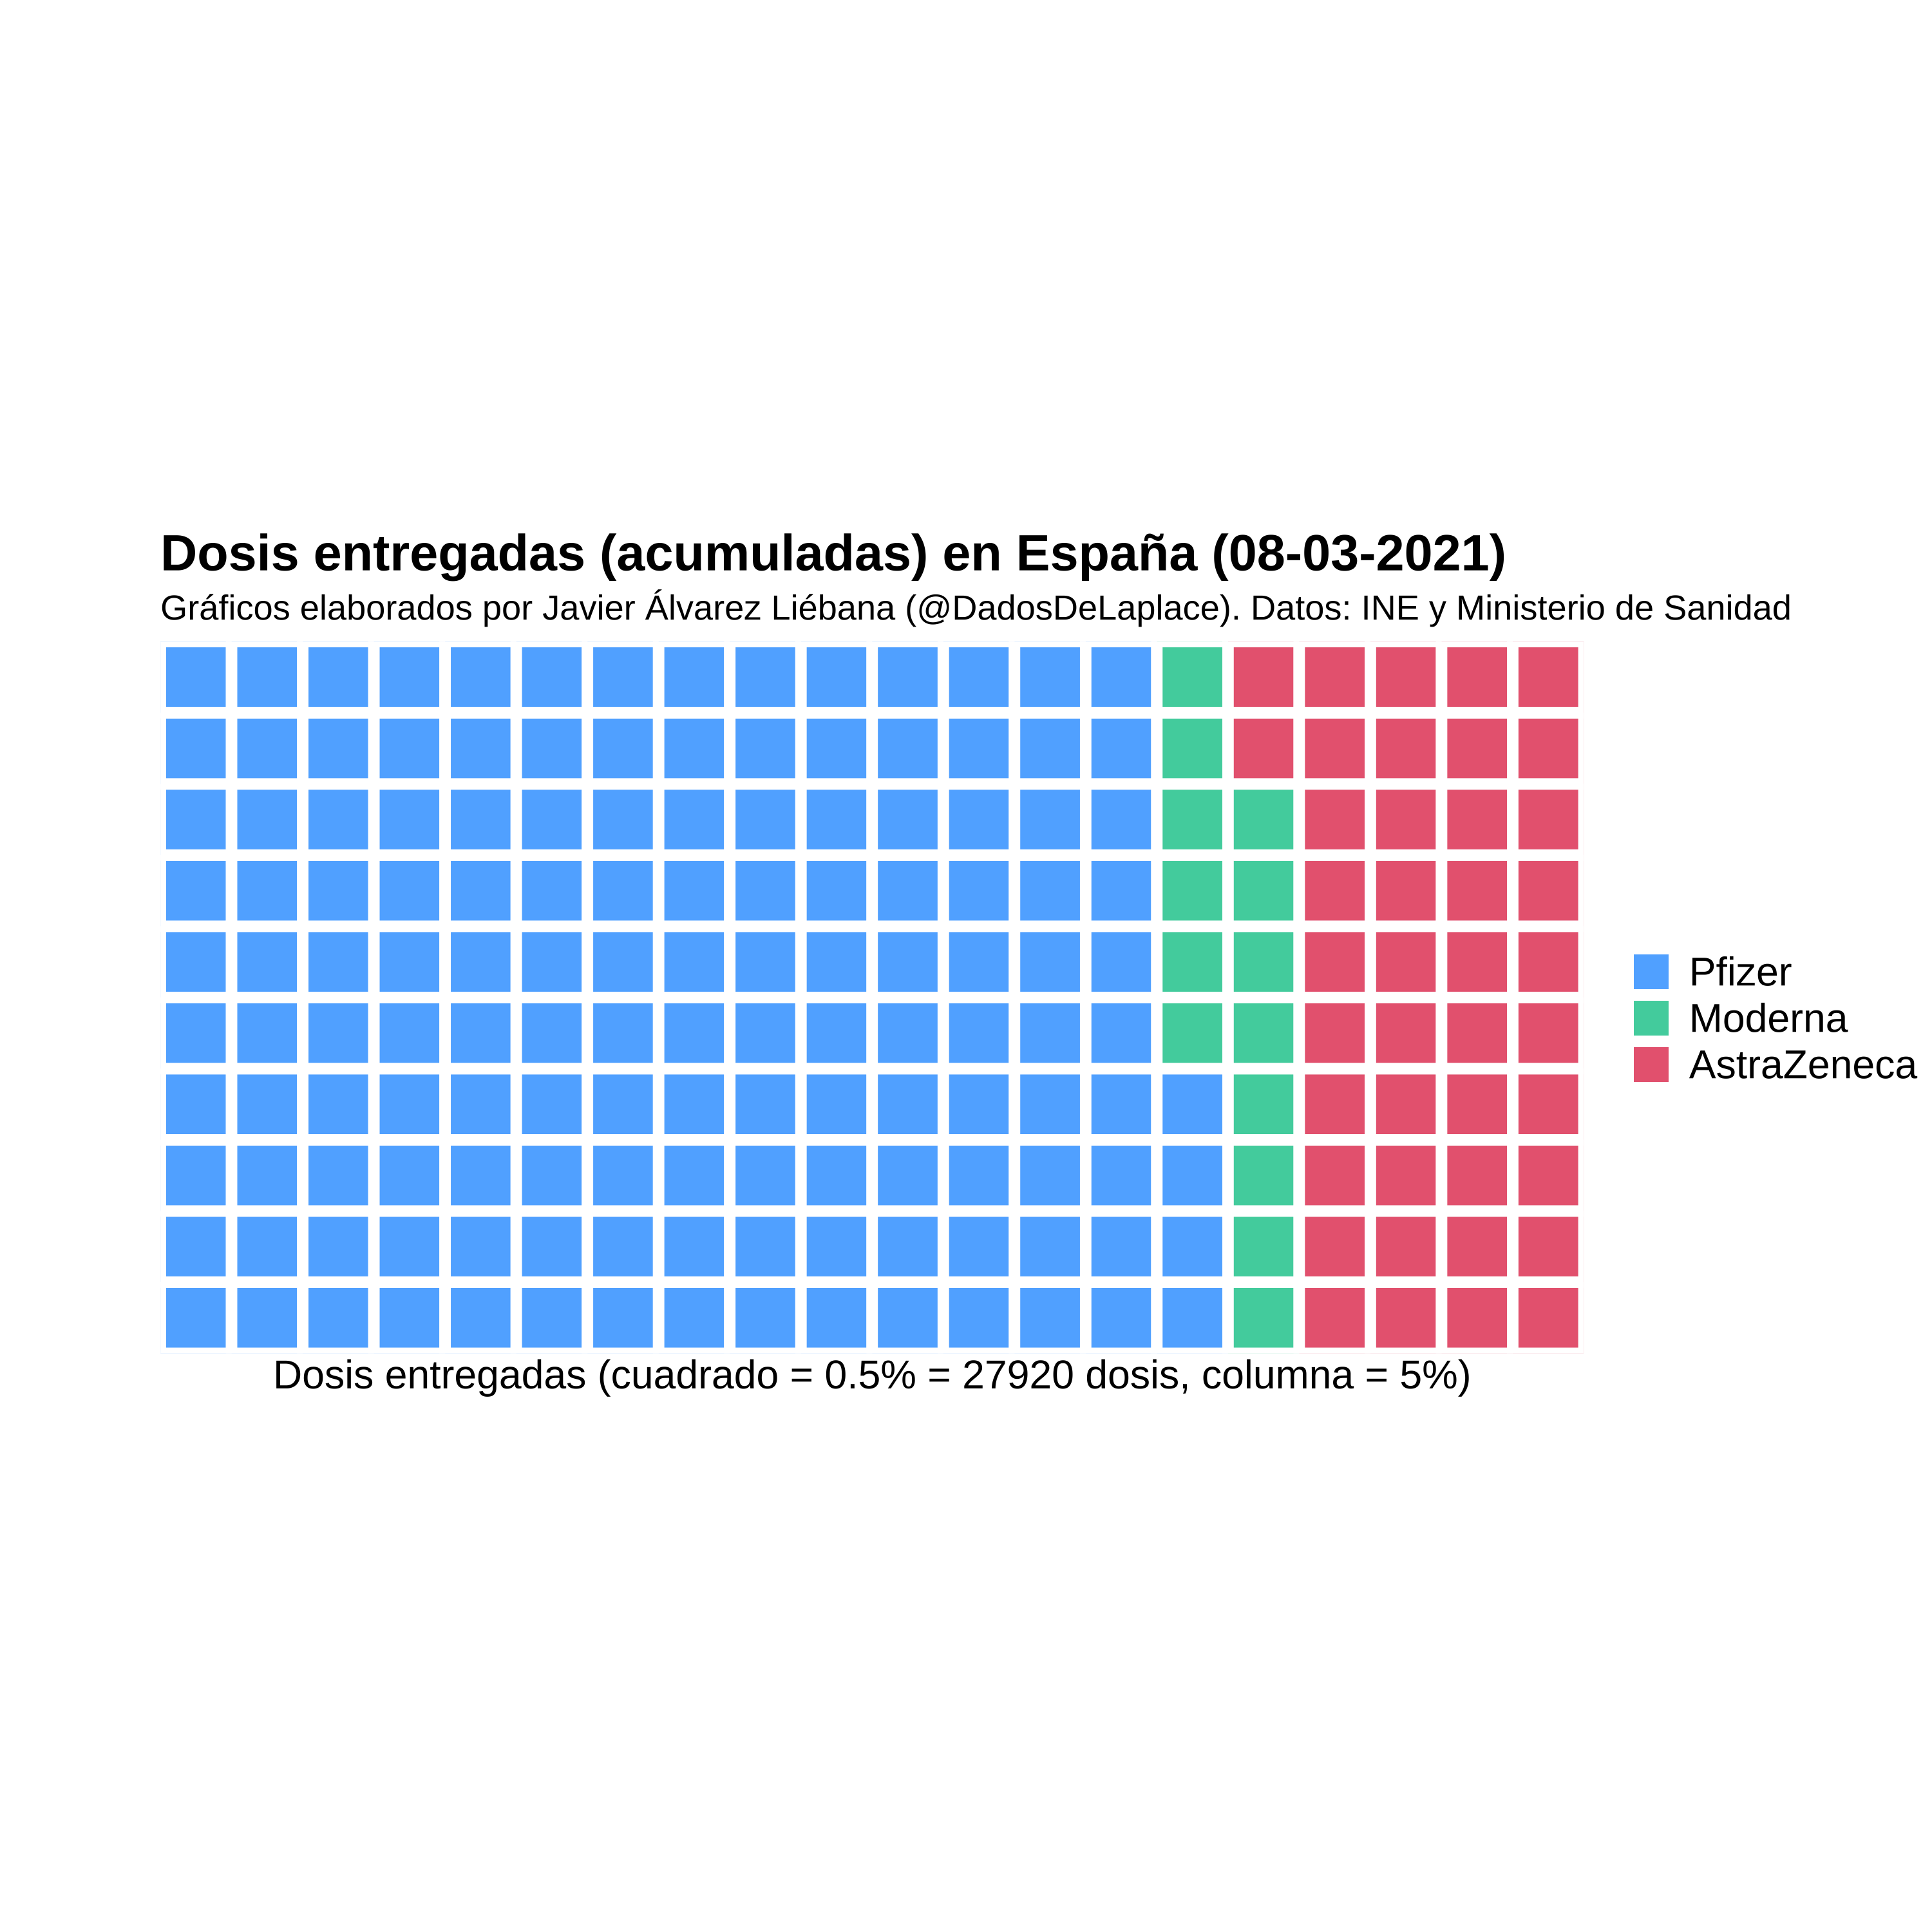 Dosis entregadas (acumuladas) en España (08-03-2021)
Gráficos elaborados por Javier Álvarez Liébana (@DadosDeLaplace). Datos: INE y Ministerio de Sanidad
Pfizer
Moderna
AstraZeneca
Dosis entregadas (cuadrado = 0.5% = 27920 dosis, columna = 5%)